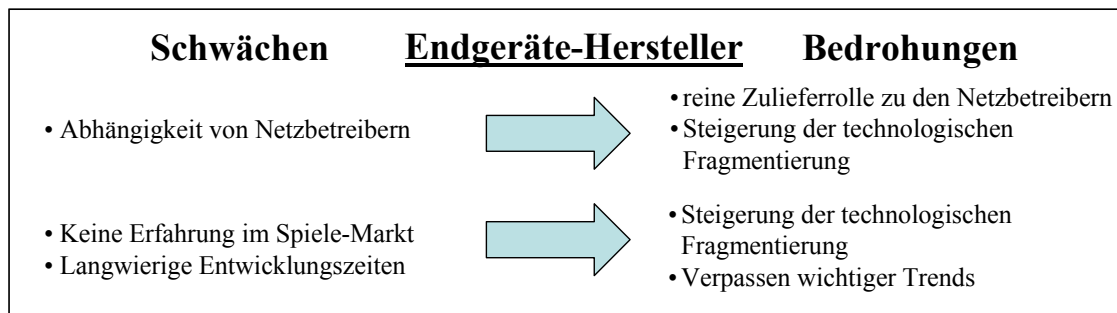 Schwächen Endgeräte-Hersteller Bedrohungen
• Abhängigkeit von Netzbetreibern
• reine Zulieferrolle zu den Netzbetreibern
• Steigerung der technologischen
Fragmentierung
• Keine Erfahrung im Spiele-Markt
• Langwierige Entwicklungszeiten
• Steigerung der technologischen
Fragmentierung
• Verpassen wichtiger Trends